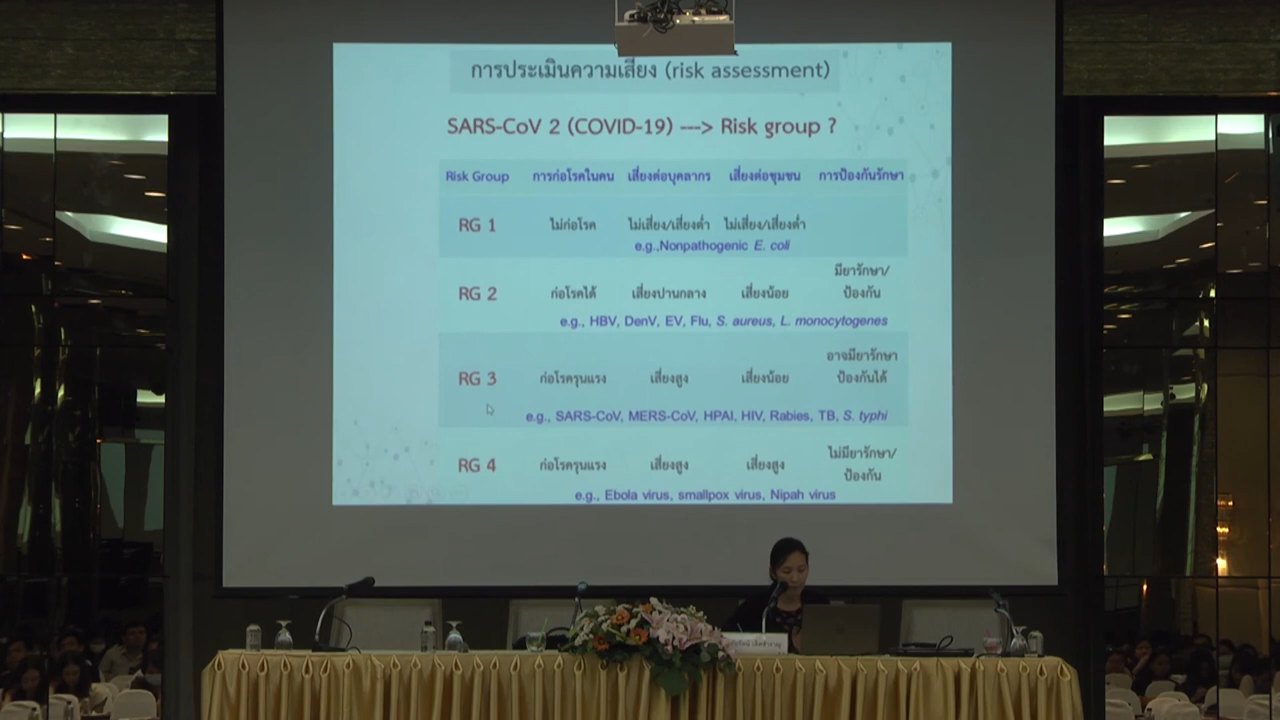 การประเมินความเสี่ยง (risk assessment)
SARS-CoV 2 (COVID-19) ---> Risk group ?
Risk Group การก่อโรคในคน เสี่ยงต่อบุคลากร เสี่ยงต่อชุมชน การป้องกันรักษา
RG 1 ไม่ก่อโรค ไม่เสี่ยง/เสี่ยงต่ำ ไม่เสี่ยง/เสี่ยงต่ำ
e.g.,Nonpathogenic E. coli
มียารักษา/
RG 2 ก่อโรคได้ เสี่ยงปานกลาง เสี่ยงน้อย ป้องกัน
e.g., HBV, DenV, EV, Flu, S. aureus, L. monocytogenes
อาจมียารักษา
RG 3 ก่อโรครุนแรง เสี่ยงสูง เสี่ยงน้อย ป้องกันได้
e.g., SARS-CoV, MERS-CoV, HPAI, HIV, Rabies, TB, S. typhi
ไม่มียารักษา/
RG 4 ก่อโรครุนแรง เสี่ยงสูง เสี่ยงสูง ป้องกัน
e.g., Ebola virus, smallpox virus, Nipah virus